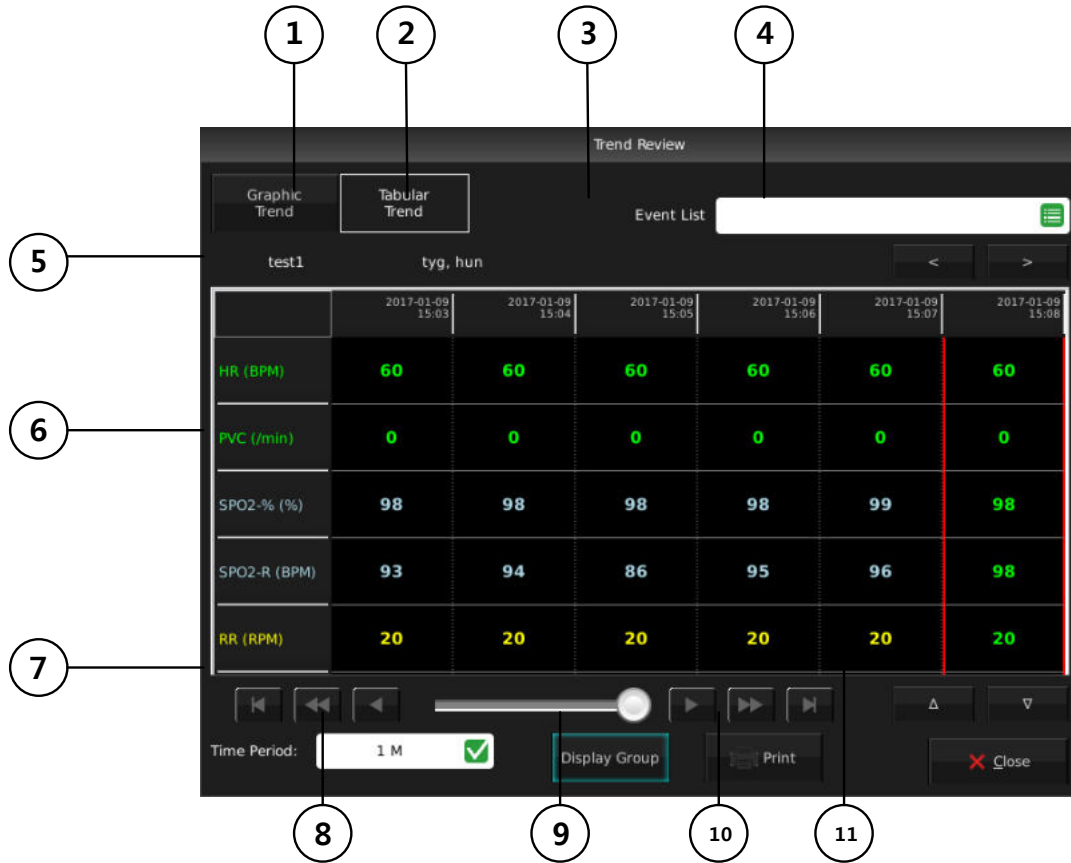 1 2 3 4
Trend Review
Graphic Trend
Tabular Trend
Event List
5
test1 tyg, hun < >
2017-01-09 15:03 2017-01-09 15:04 2017-01-09 15:05 2017-01-09 15:06 2017-01-09 15:07 2017-01-09 15:08
HR (BPM) 60 60 60 60 60 60
6
PVC (/min) 0 0 0 0 0 0
SPO2-% (%) 98 98 98 98 99 98
SPO2-R (BPM) 93 94 86 95 96 98
RR (RPM) 20 20 20 20 20 20
7
Time Period: 1 M Display Group Print Close
8 9 10 11